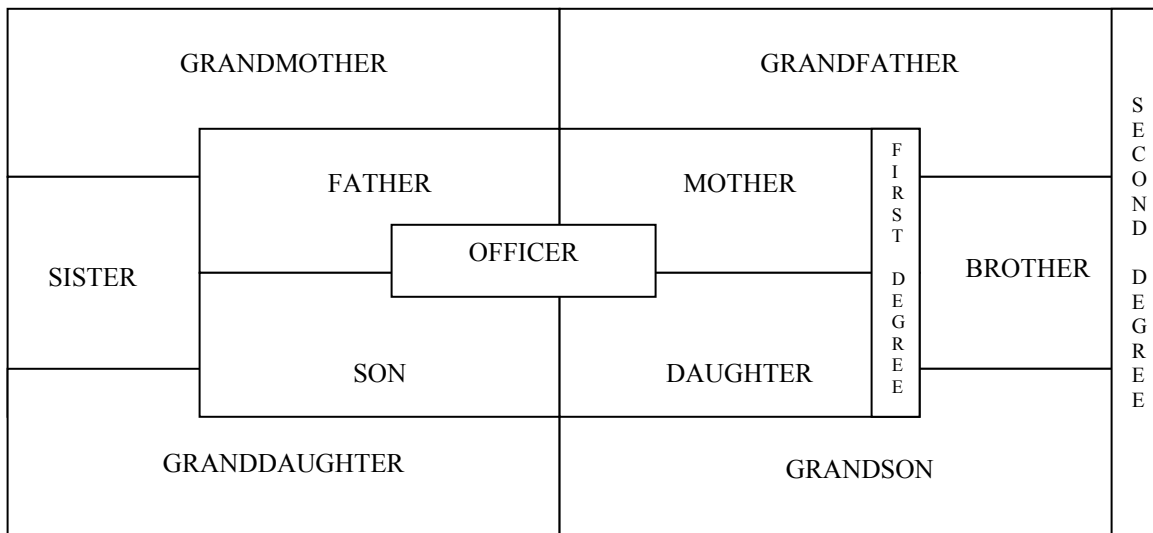 GRANDMOTHER
GRANDFATHER
FATHER
MOTHER
OFFICER
SISTER
BROTHER
SON
DAUGHTER
GRANDDAUGHTER
GRANDSON
FIRST DEGREE
SECOND DEGREE